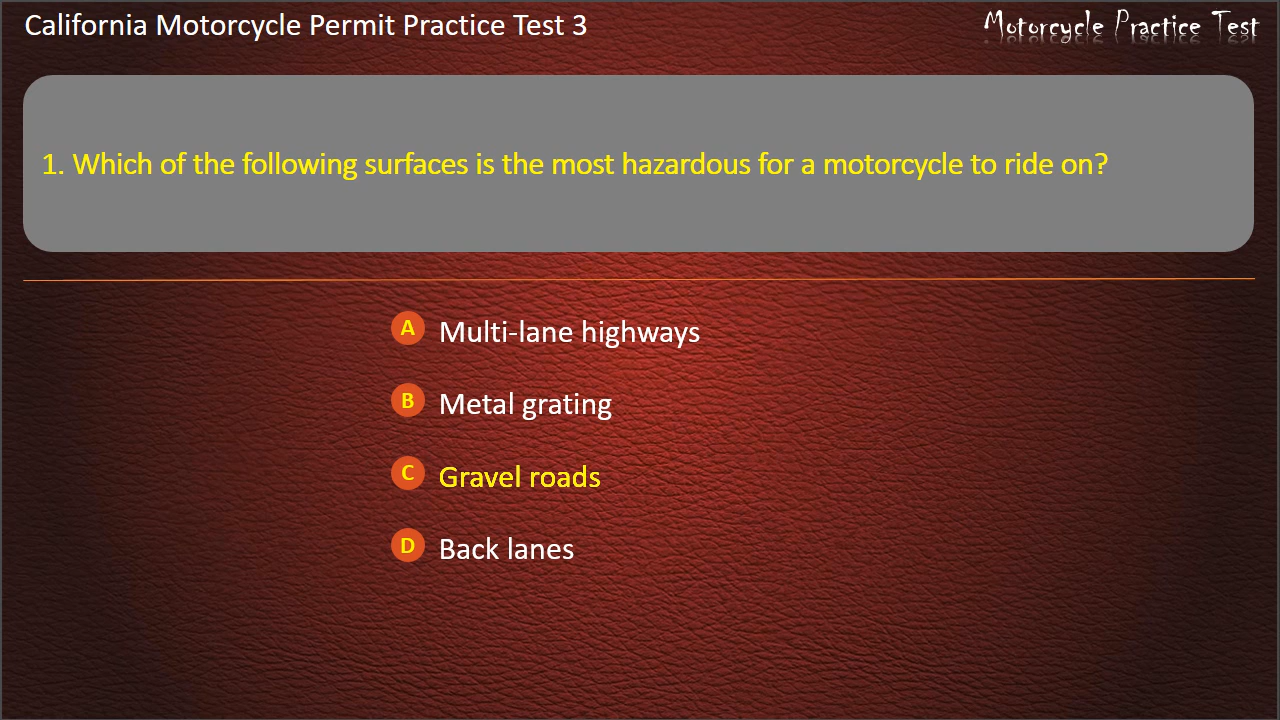 California Motorcycle Permit Practice Test 3
Motorcycle Practice Test
1. Which of the following surfaces is the most hazardous for a motorcycle to ride on?
A Multi-lane highways
B Metal grating
C Gravel roads
D Back lanes